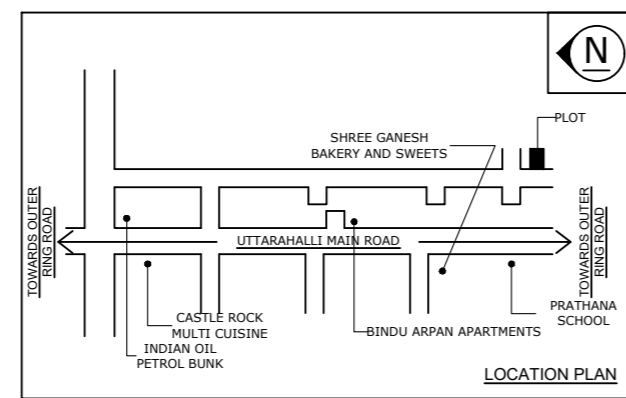 N
PLOT
SHREE GANESH
BAKERY AND SWEETS
TOWARDS OUTER
RING ROAD
UTTARAHALLI MAIN ROAD
TOWARDS OUTER
RING ROAD
CASTLE ROCK
MULTI CUISINE
INDIAN OIL
PETROL BUNK
BINDU ARPAN APARTMENTS
PRATHANA
SCHOOL
LOCATION PLAN